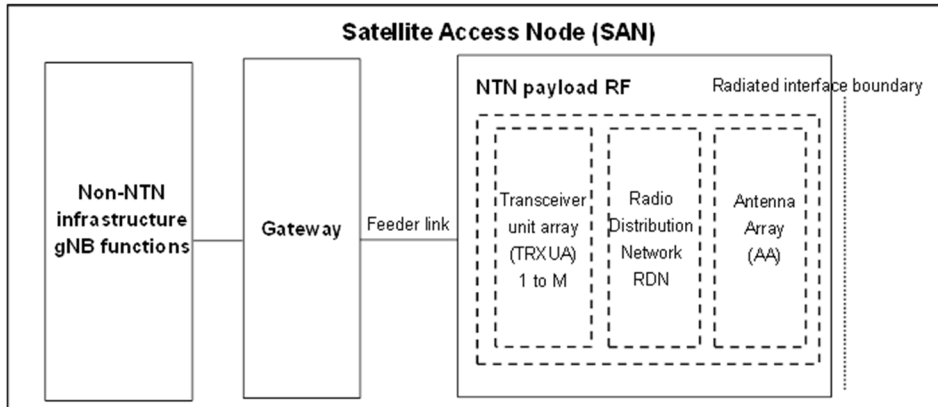 Satellite Access Node (SAN)
Non-NTN
infrastructure
gNB functions
Gateway
Feeder link
NTN payload RF
Radiated interface boundary
Transceiver
unit array
(TRXUA)
1 to M
Radio
Distribution
Network
RDN
Antenna
Array
(AA)